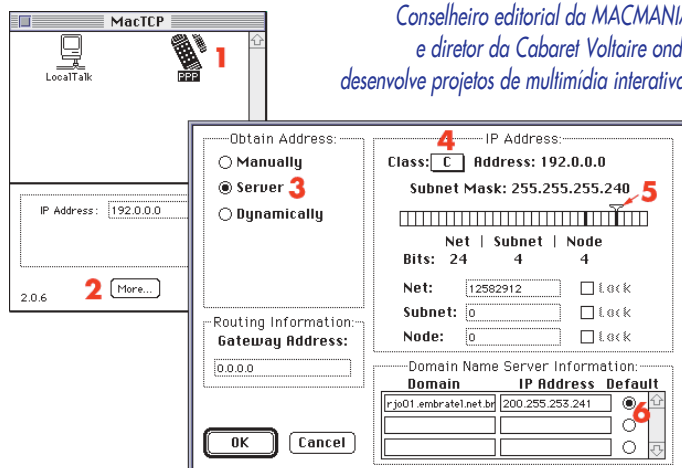 Conselheiro editorial da MACMANIA
e diretor da Cabaret Voltaire ond
desenvolve projetos de multimídia interativa
MacTCP
LocalTalk
PPP
1
IP Address: 192.0.0.0
2
More...
2.0.6
Obtain Address:
Manually
Server
3
Dynamically
Routing Information:
Gateway Address:
0.0.0.0
OK
Cancel
4
IP Address:
Class: C Address: 192.0.0.0
Subnet Mask: 255.255.255.240
5
Net | Subnet | Node
Bits: 24 4 4
Net: 12582912 Lock
Subnet: 0 Lock
Node: 0 Lock
Domain Name Server Information:
Domain IP Address Default
rjo01.embratel.net.br 200.255.253.241
6